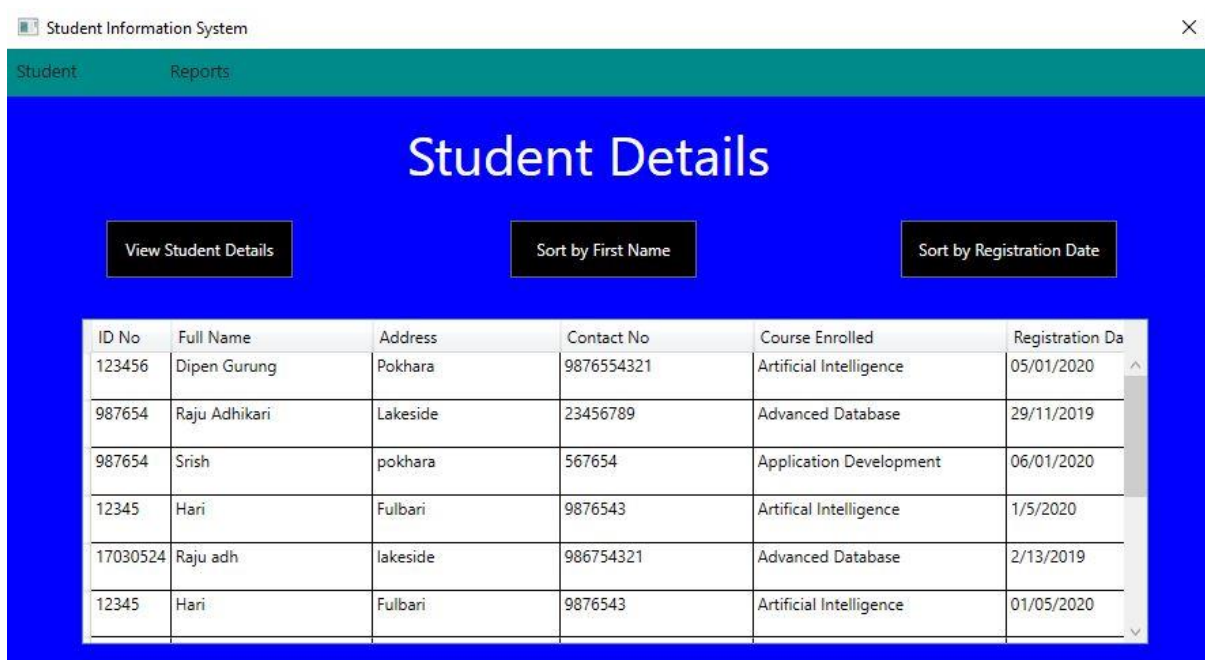 Student Information System
Student Reports
Student Details
View Student Details Sort by First Name Sort by Registration Date
ID No Full Name Address Contact No Course Enrolled Registration Da
123456 Dipen Gurung Pokhara 9876554321 Artificial Intelligence 05/01/2020
987654 Raju Adhikari Lakeside 23456789 Advanced Database 29/11/2019
987654 Srish pokhara 567654 Application Development 06/01/2020
12345 Hari Fulbari 9876543 Artifical Intelligence 1/5/2020
17030524 Raju adh lakeside 986754321 Advanced Database 2/13/2019
12345 Hari Fulbari 9876543 Artificial Intelligence 01/05/2020